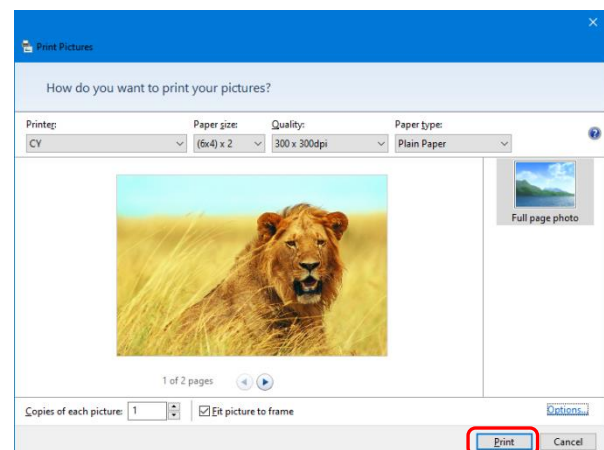 Print Pictures
How do you want to print your pictures?
Printer: Paper size: Quality: Paper type:
CY (6x4) x 2 300 x 300dpi Plain Paper
Full page photo
1 of 2 pages
Copies of each picture: 1 Fit picture to frame Options...
Print Cancel